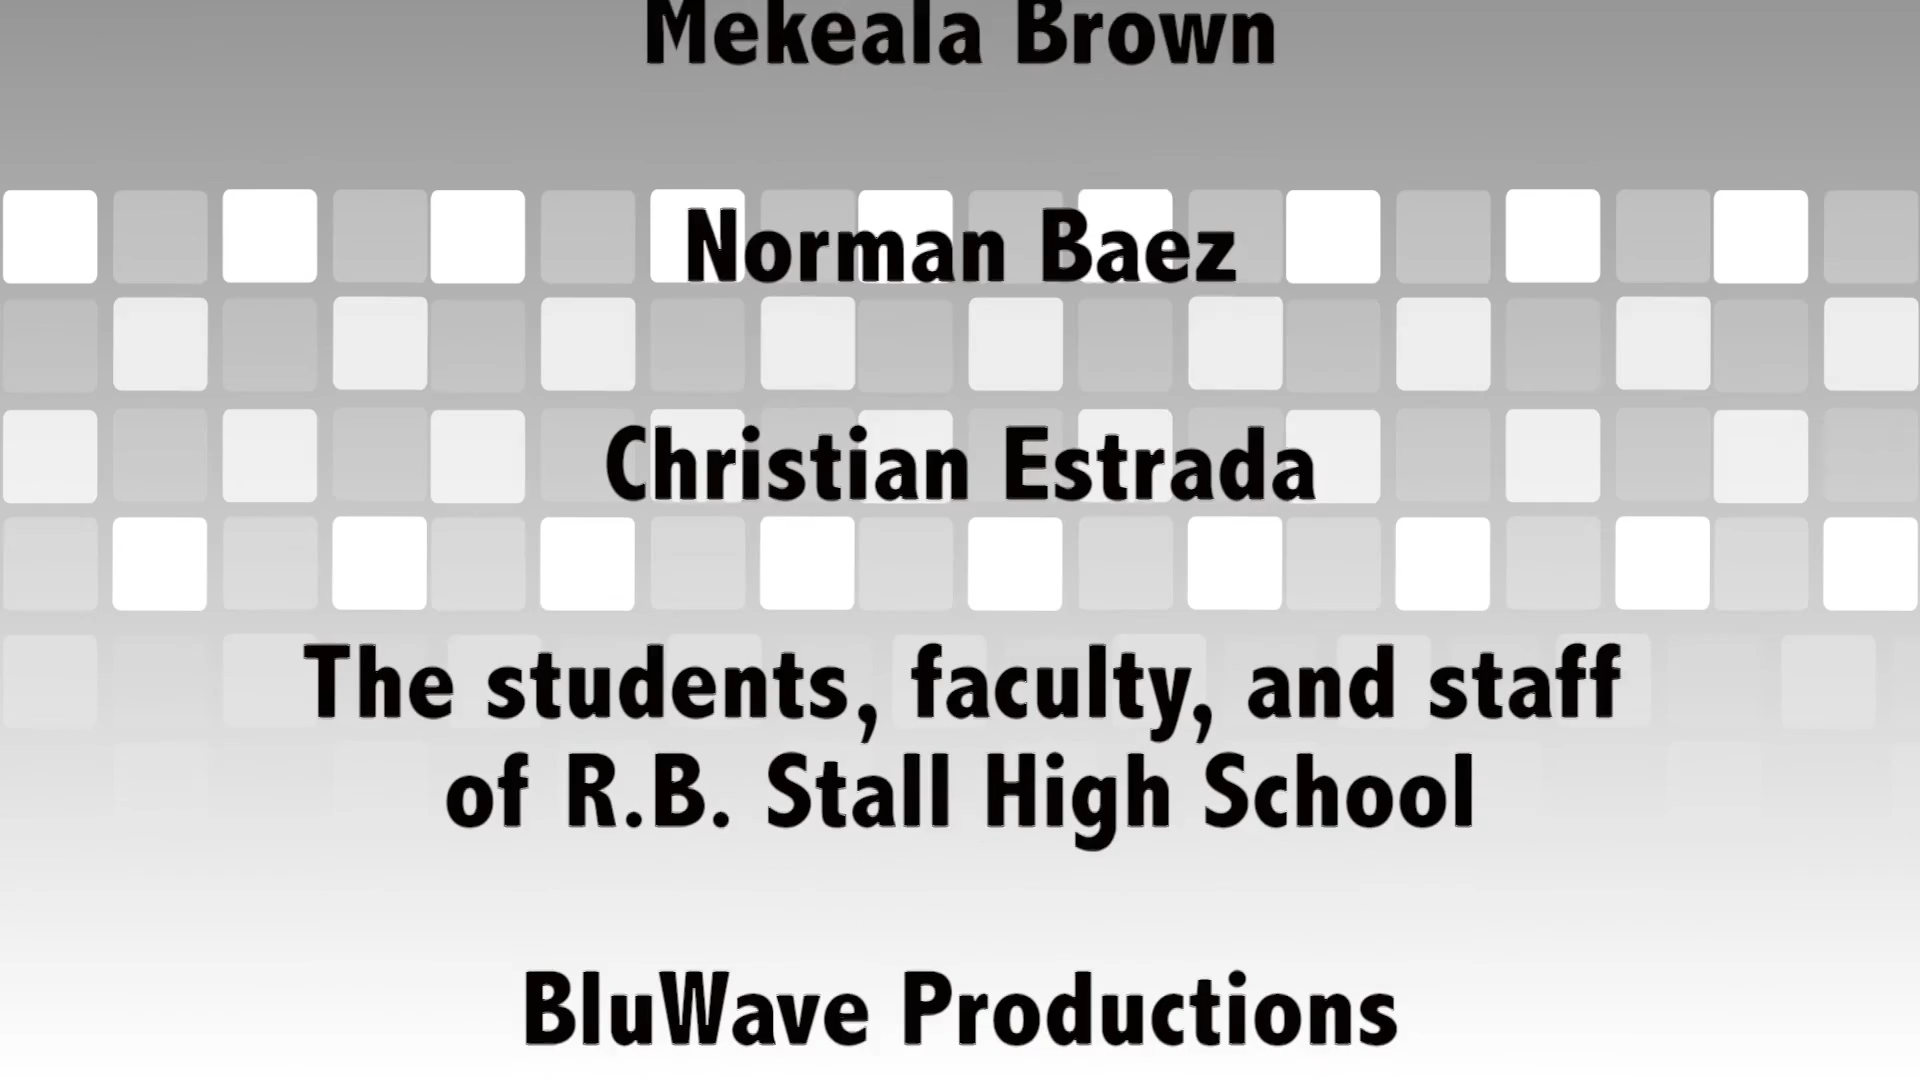 Mekeala Brown
Norman Baez
Christian Estrada
The students, faculty, and staff
of R.B. Stall High School
BluWave Productions